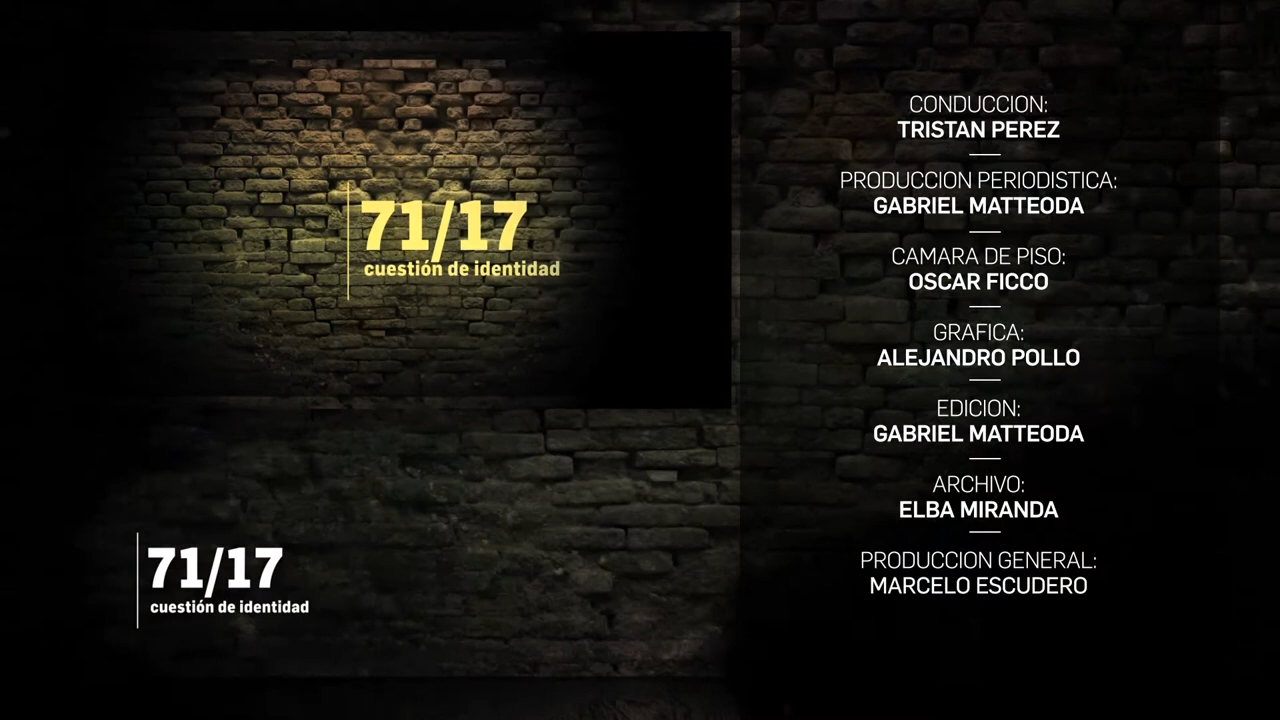 71/17
cuestión de identidad
CONDUCCION:
TRISTAN PEREZ
PRODUCCION PERIODISTICA:
GABRIEL MATTEODA
CAMARA DE PISO:
OSCAR FICCO
GRAFICA:
ALEJANDRO POLLO
EDICION:
GABRIEL MATTEODA
ARCHIVO:
ELBA MIRANDA
PRODUCCION GENERAL:
MARCELO ESCUDERO
71/17
cuestión de identidad